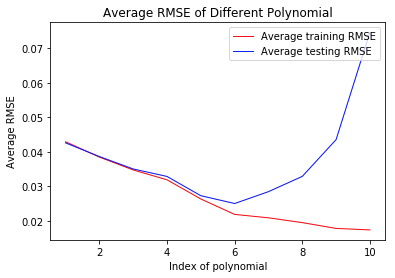 Average RMSE of Different Polynomial
Average training RMSE
Average testing RMSE
Average RMSE
0.07
0.06
0.05
0.04
0.03
0.02
2 4 6 8 10
Index of polynomial